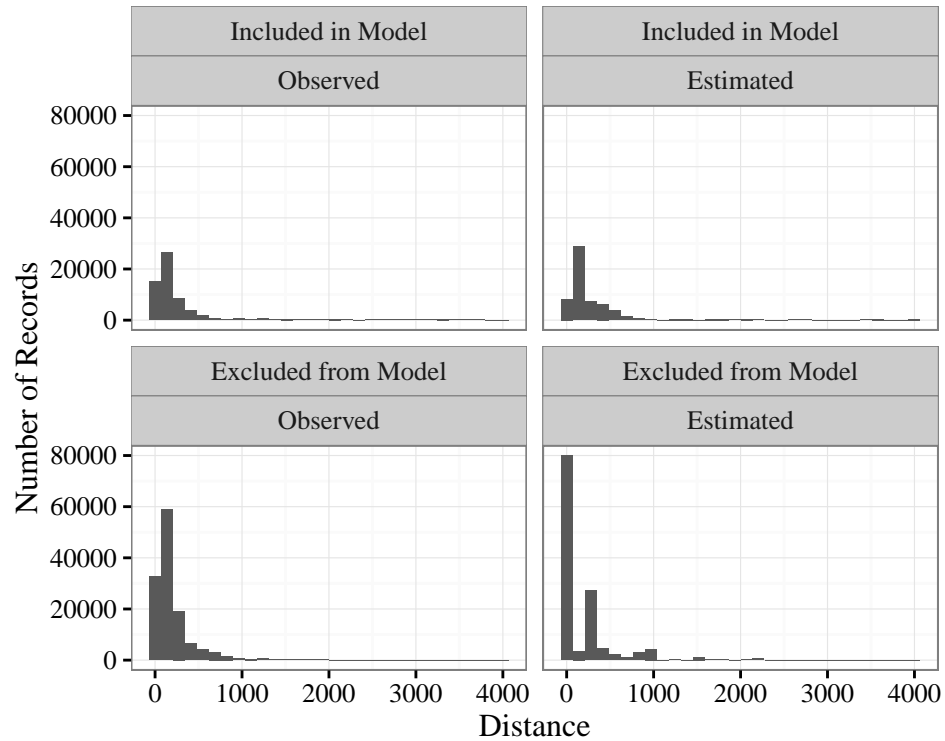 Included in Model
Included in Model
Observed
Estimated
80000
60000
40000
20000
0
Excluded from Model
Excluded from Model
Observed
Estimated
80000
60000
40000
20000
0
0 1000 2000 3000 4000
0 1000 2000 3000 4000
Distance
Number of Records